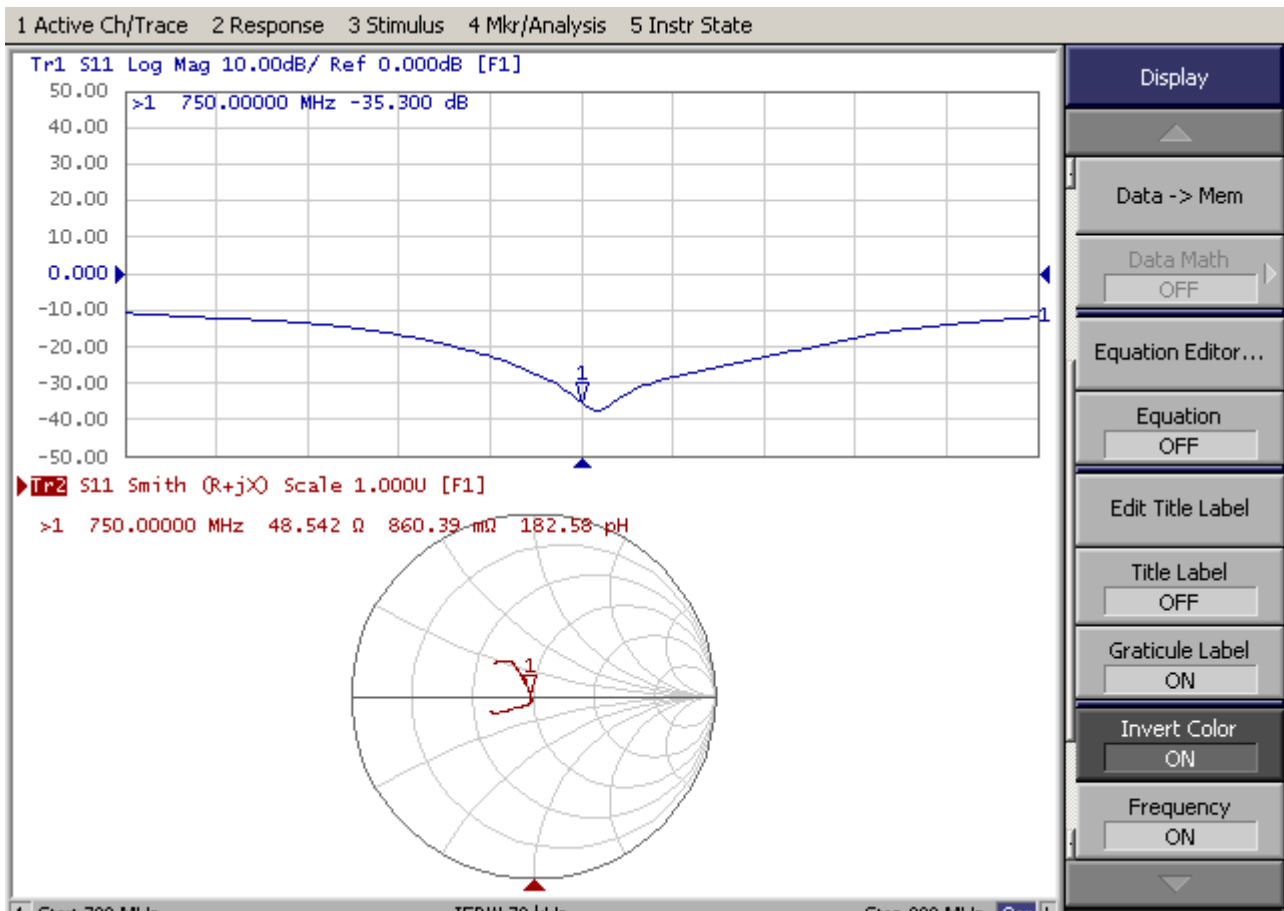 1 Active Ch/Trace 2 Response 3 Stimulus 4 Mkr/Analysis 5 Instr State
Tr1 S11 Log Mag 10.00dB/ Ref 0.000dB [F1]
50.00
>1 750.00000 MHz -35.300 dB
40.00
30.00
20.00
10.00
0.000
-10.00
-20.00
-30.00
-40.00
-50.00
1
1
Tr2 S11 Smith (R+jX) Scale 1.000U [F1]
>1 750.00000 MHz 48.542 Ω 860.39 mΩ 182.58 pH
1
Display
Data -> Mem
Data Math
OFF
Equation Editor...
Equation
OFF
Edit Title Label
Title Label
OFF
Graticule Label
ON
Invert Color
ON
Frequency
ON